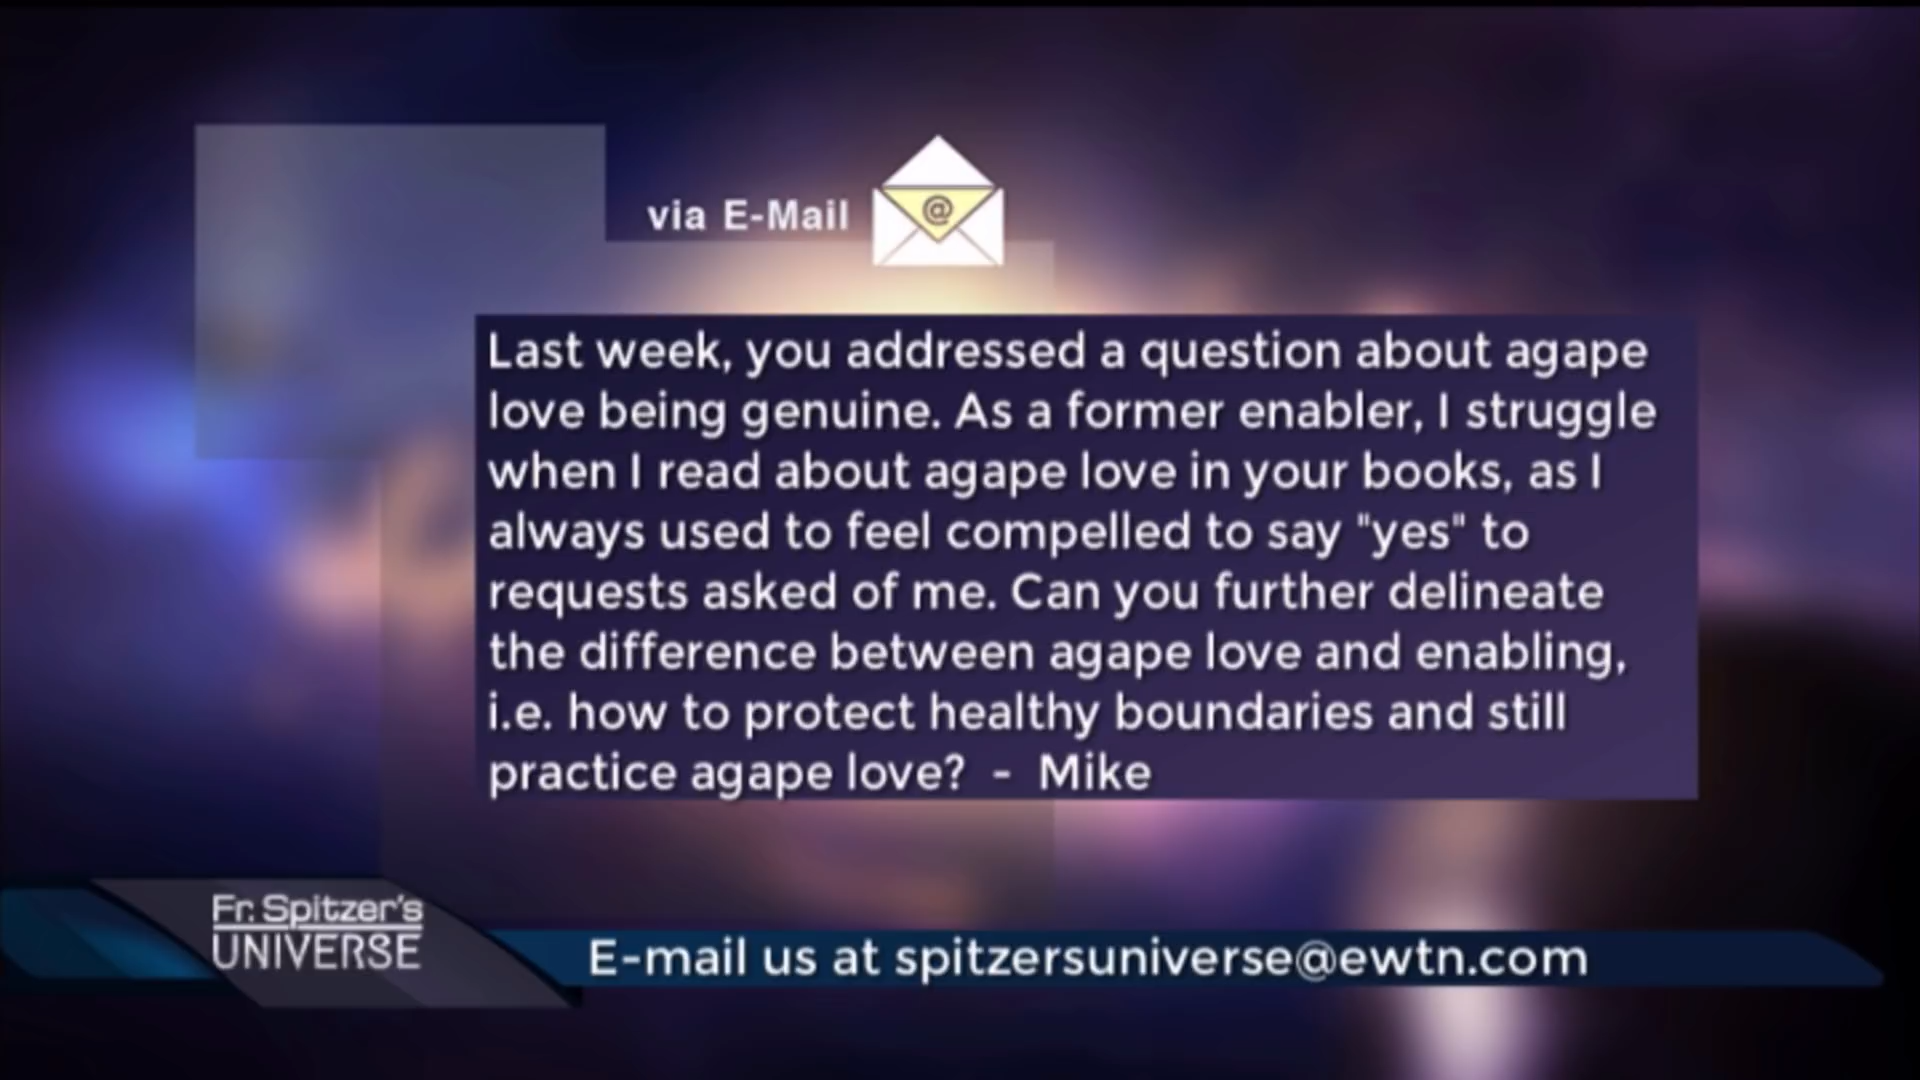 via E-Mail
@
Last week, you addressed a question about agape
love being genuine. As a former enabler, I struggle
when I read about agape love in your books, as I
always used to feel compelled to say "yes" to
requests asked of me. Can you further delineate
the difference between agape love and enabling,
i.e. how to protect healthy boundaries and still
practice agape love?  -  Mike
Fr. Spitzer's
UNIVERSE
E-mail us at spitzersuniverse@ewtn.com